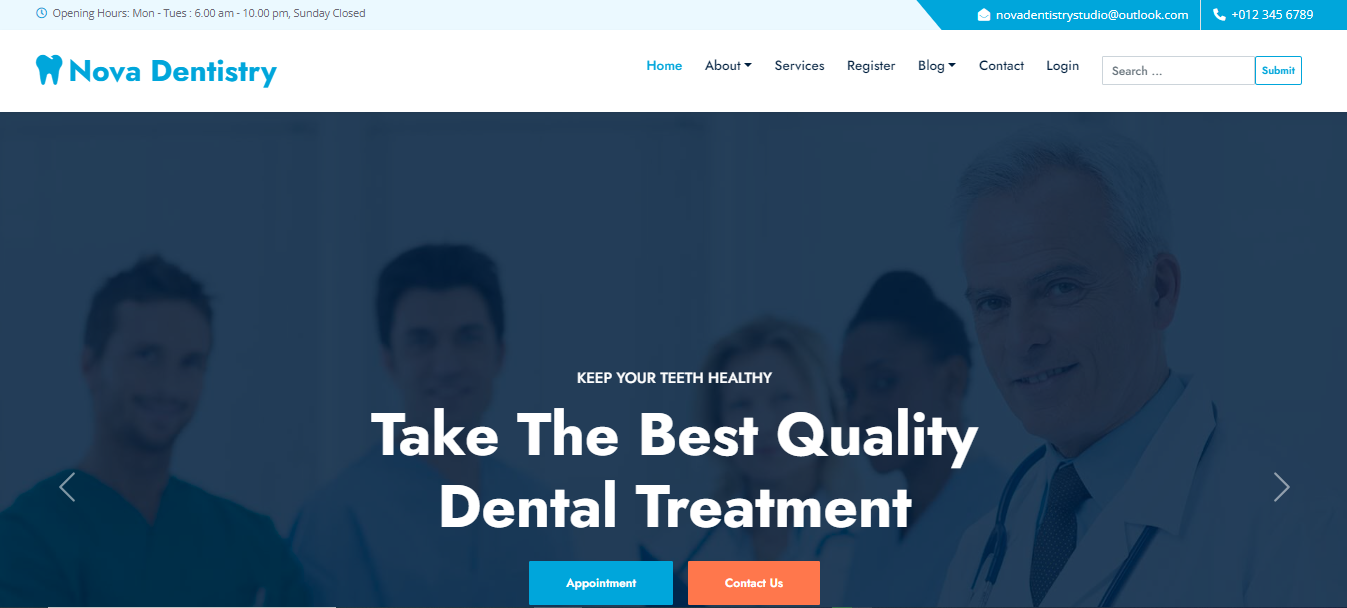 Opening Hours: Mon - Tues : 6.00 am - 10.00 pm, Sunday Closed
novadentistrystudio@outlook.com
+012 345 6789
Nova Dentistry
Home About Services Register Blog Contact Login
Search ...
Submit
KEEP YOUR TEETH HEALTHY
Take The Best Quality
Dental Treatment
Appointment
Contact Us